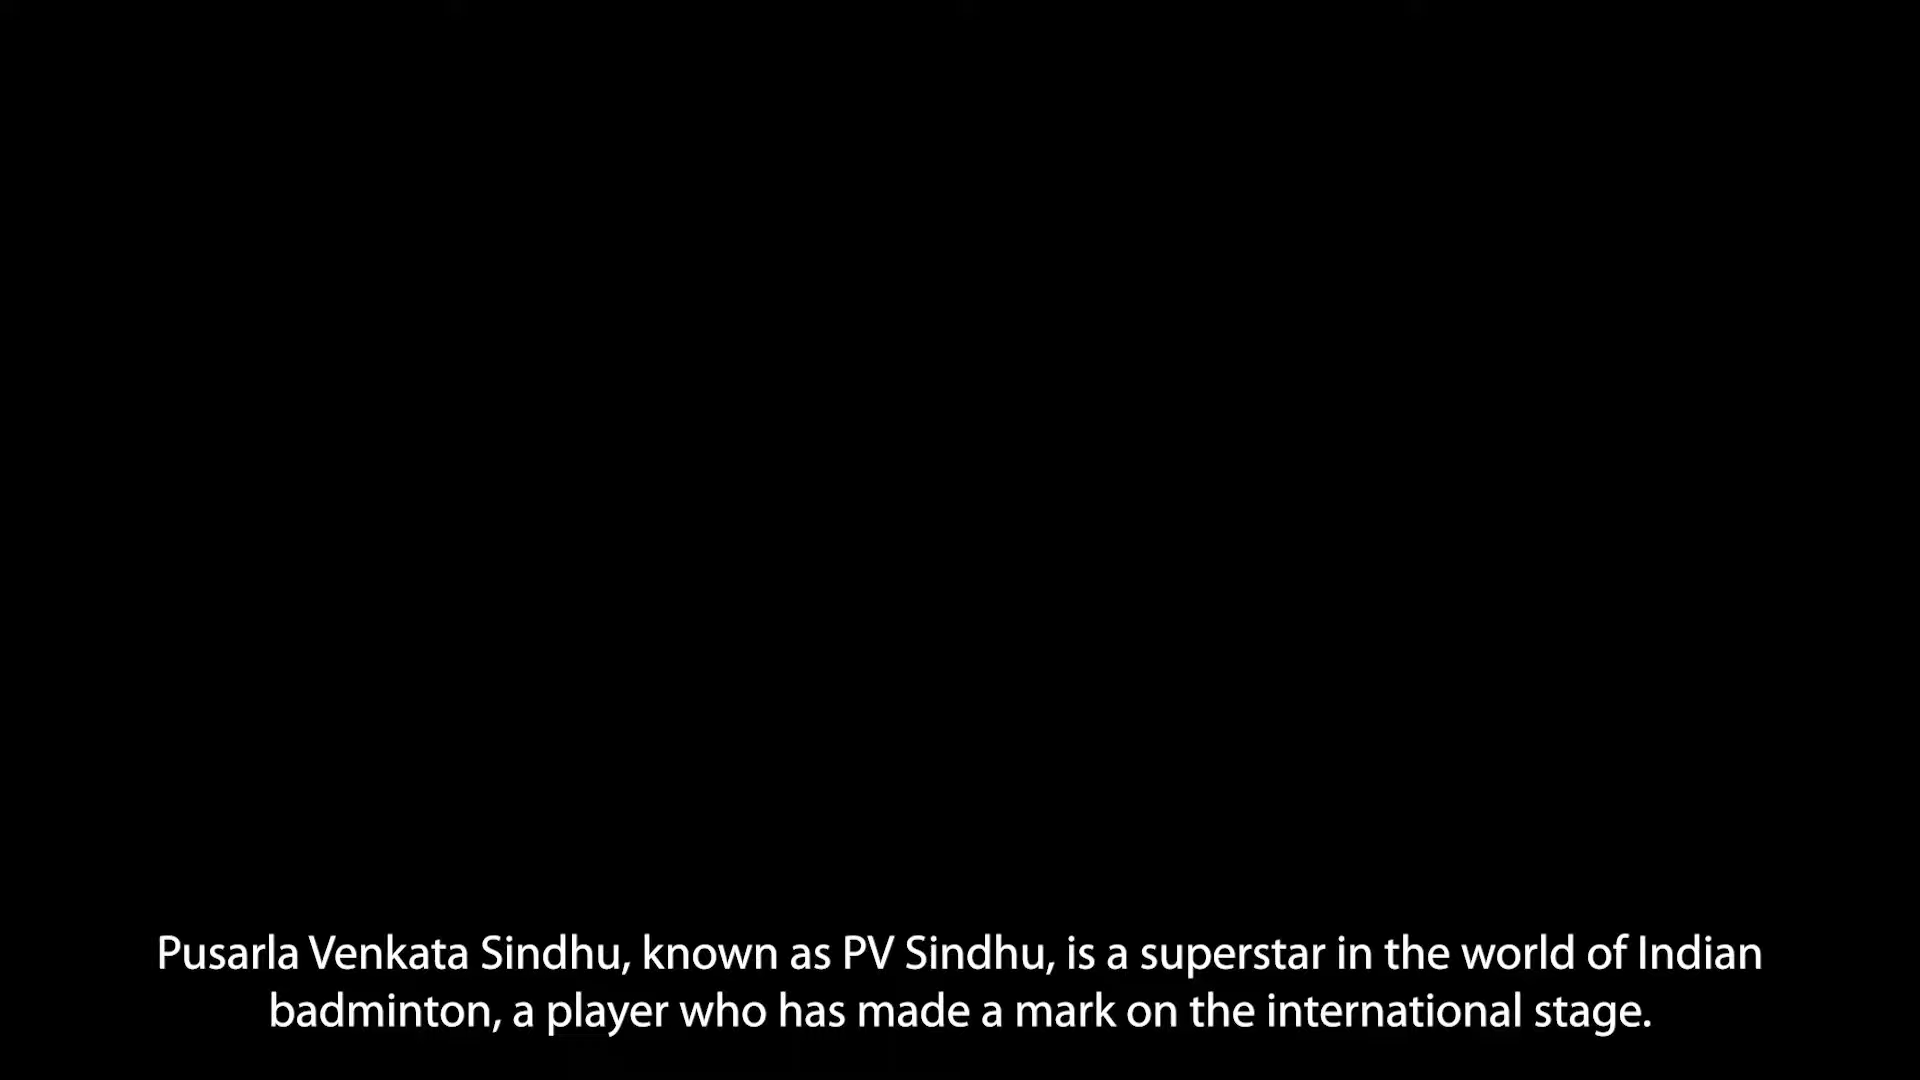 Pusarla Venkata Sindhu, known as PV Sindhu, is a superstar in the world of Indian
badminton, a player who has made a mark on the international stage.